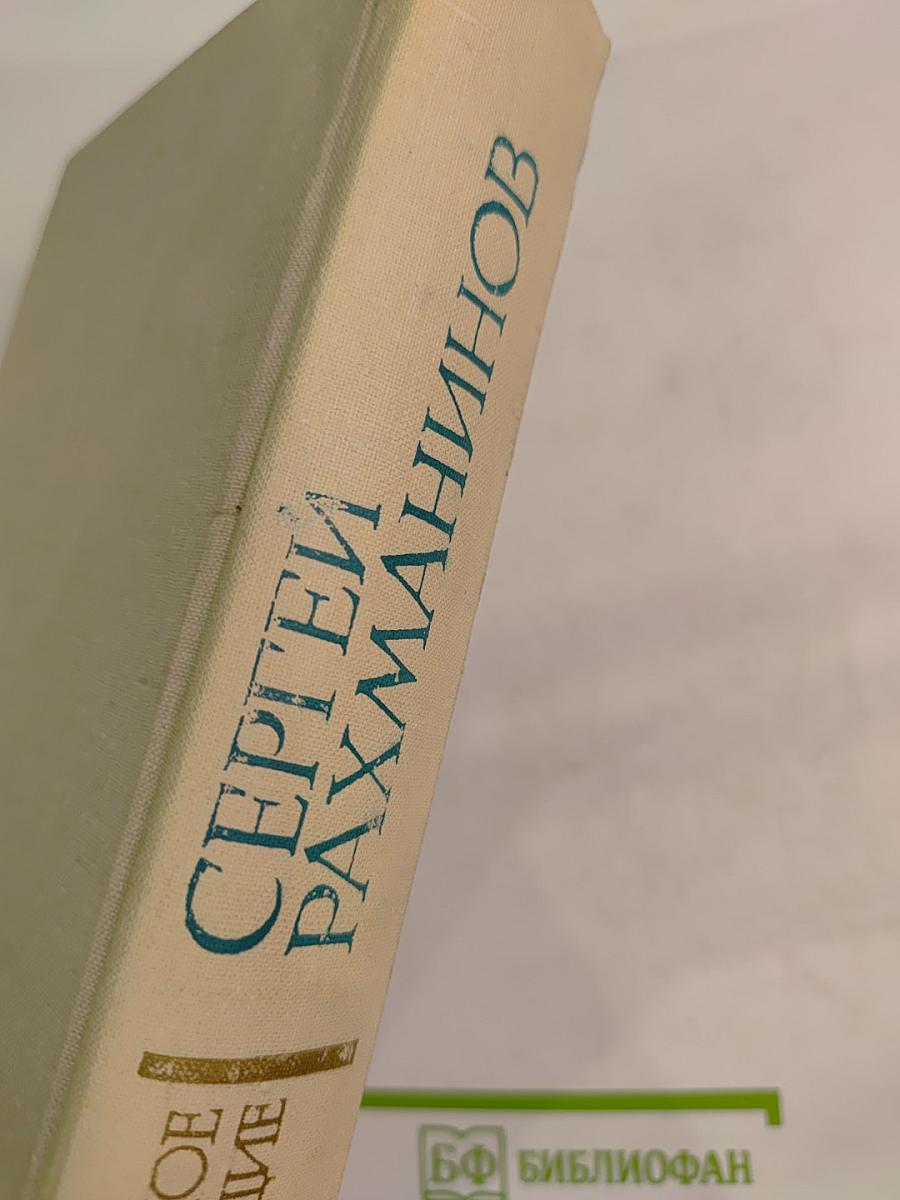 СЕРГЕЙ
РАХМАНИНОВ
ОЕ
ЩИЕ
БФ БИБЛИОФАН